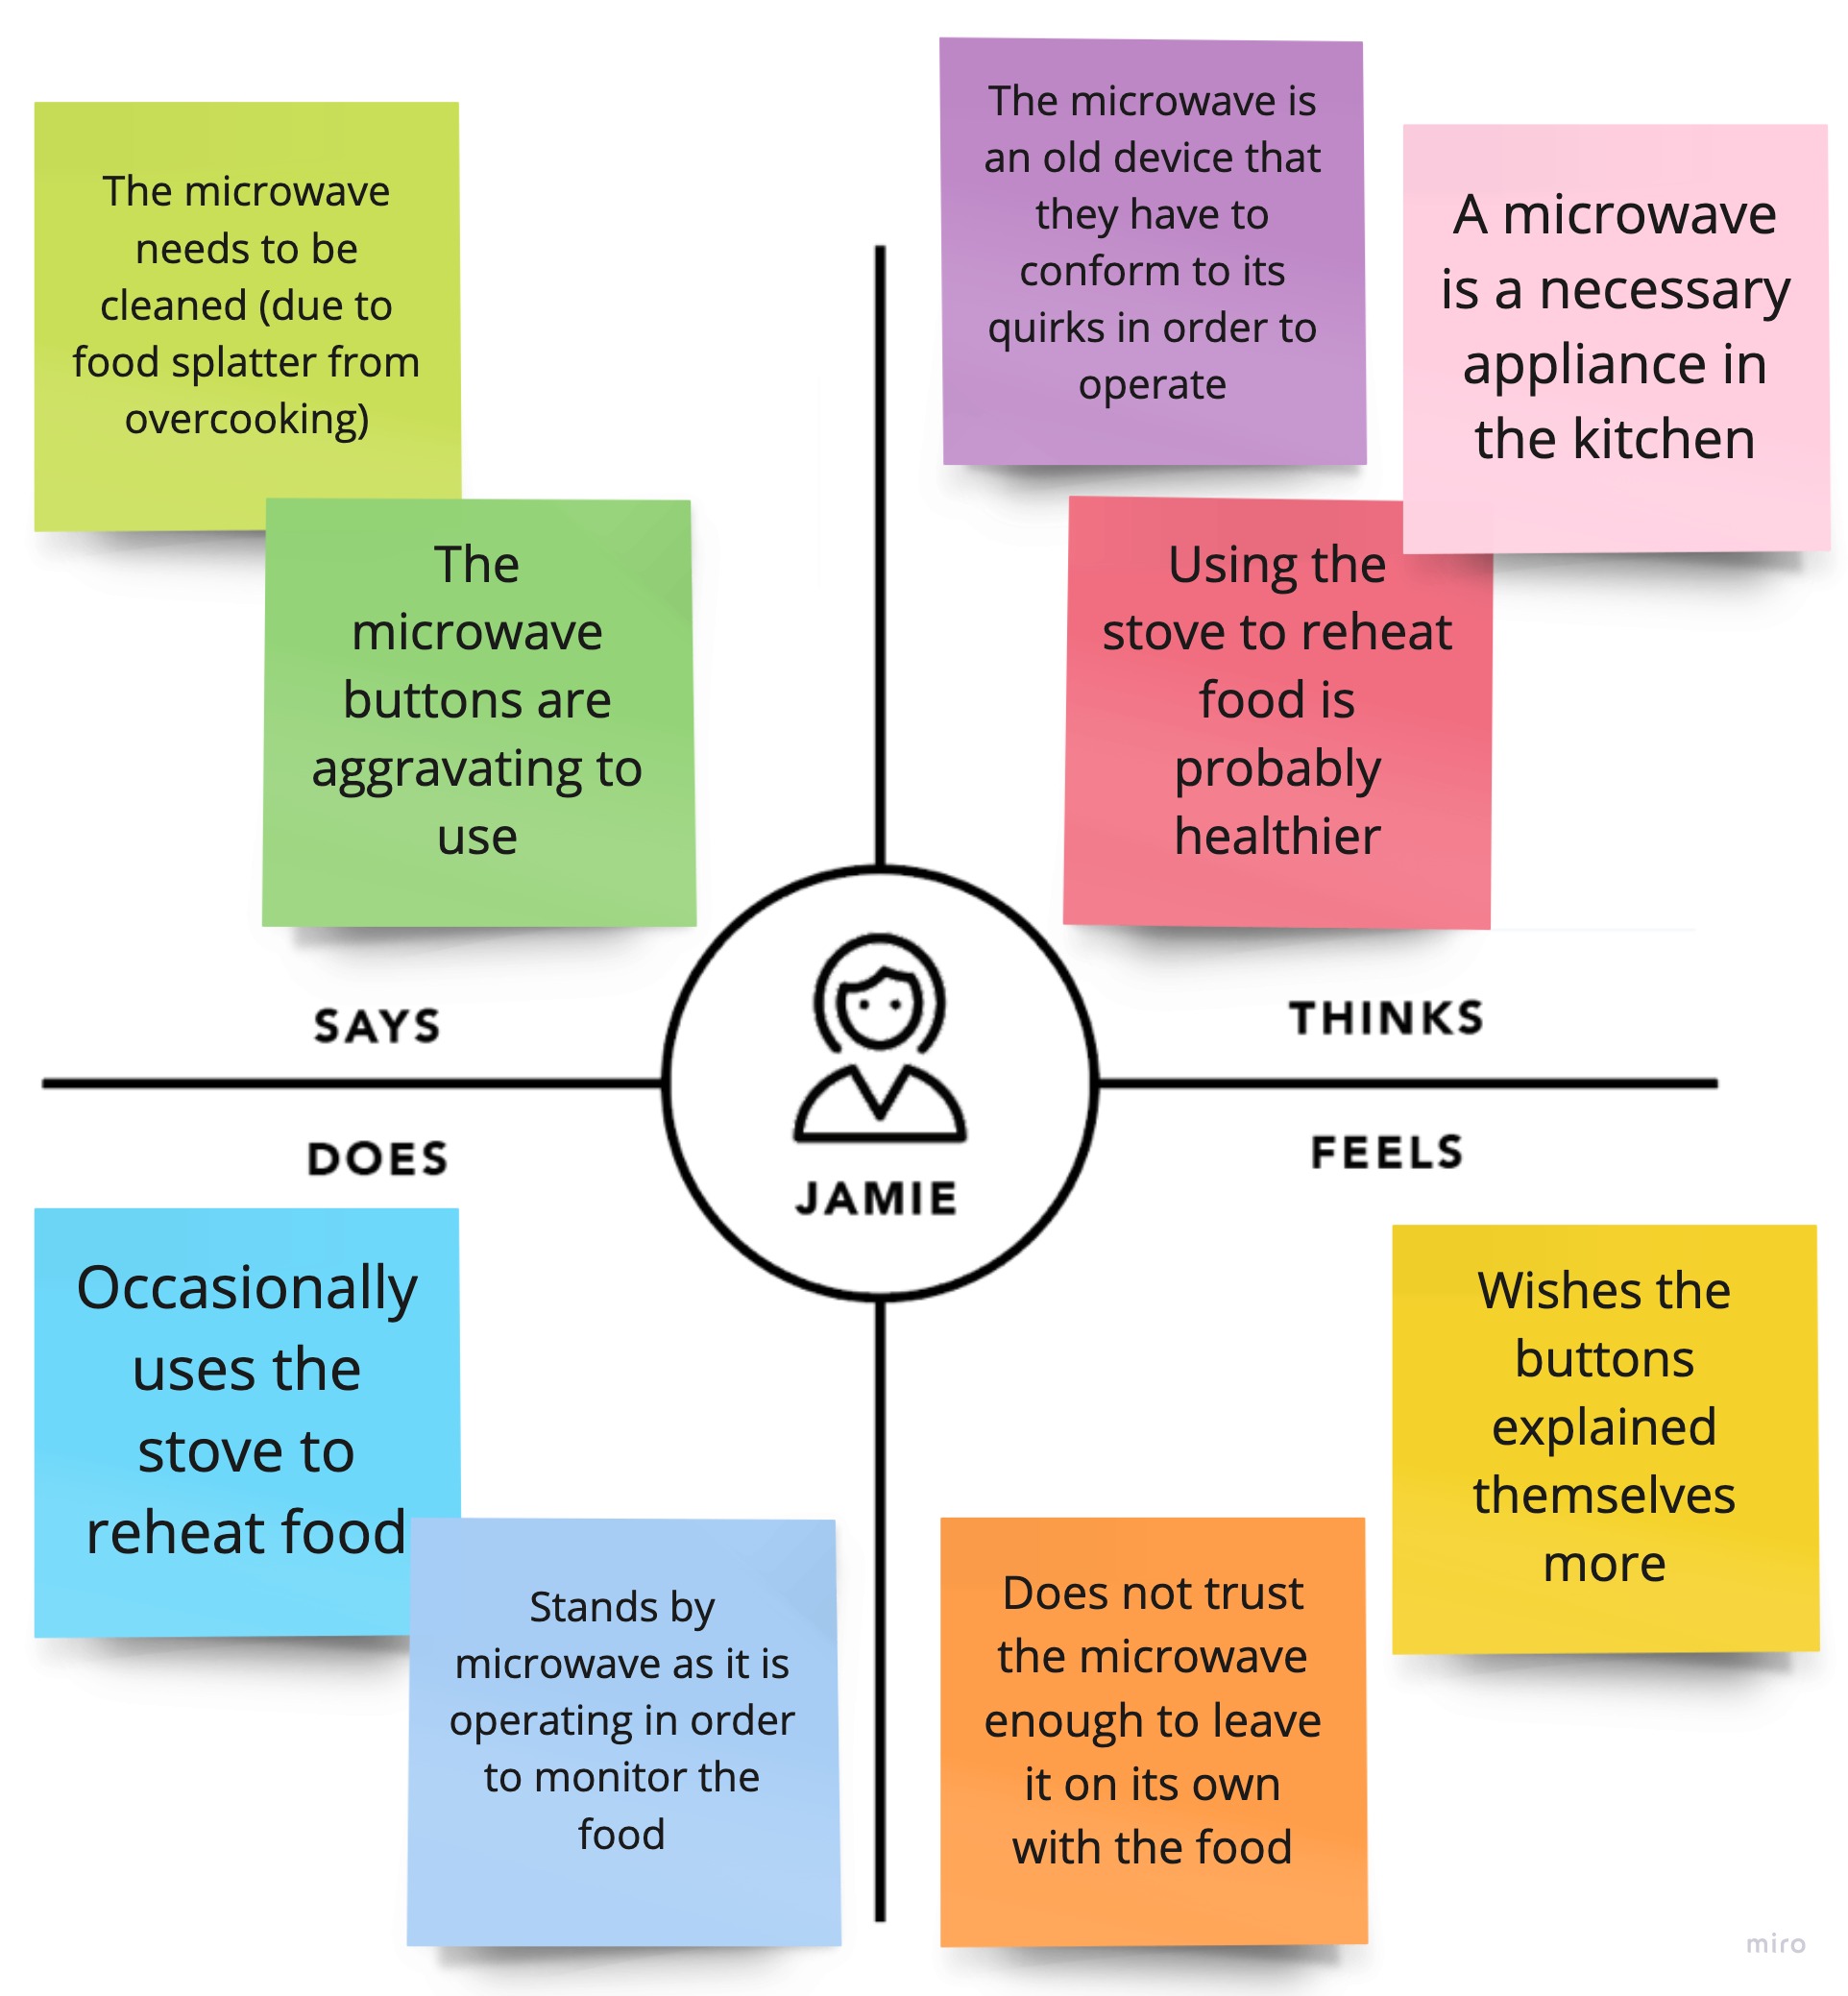 The microwave
needs to be
cleaned (due to
food splatter from
overcooking)
The
microwave
buttons are
aggravating to
use
SAYS
The microwave is
an old device that
they have to
conform to its
quirks in order to
operate
A microwave
is a necessary
appliance in
the kitchen
Using the
stove to reheat
food is
probably
healthier
THINKS
JAMIE
DOES
Occasionally
uses the
stove to
reheat food
Stands by
microwave as it is
operating in order
to monitor the
food
FEELS
Wishes the
buttons
explained
themselves
more
Does not trust
the microwave
enough to leave
it on its own
with the food
miro